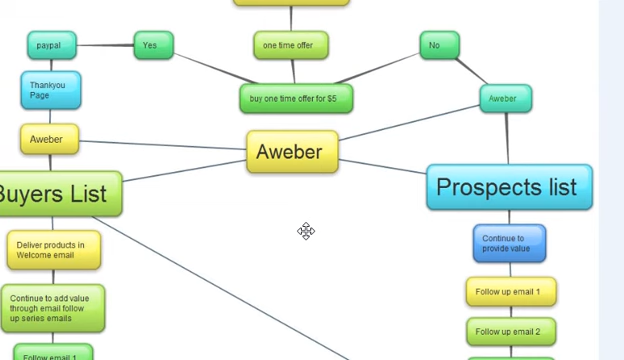 paypal
Yes
one time offer
No
Thankyou
Page
buy one time offer for $5
Aweber
Aweber
Aweber
Buyers List
Prospects list
Deliver products in
Welcome email
Continue to
provide value
Continue to add value
through email follow
up series emails
Follow up email 1
Follow up email 2
Follow email 1